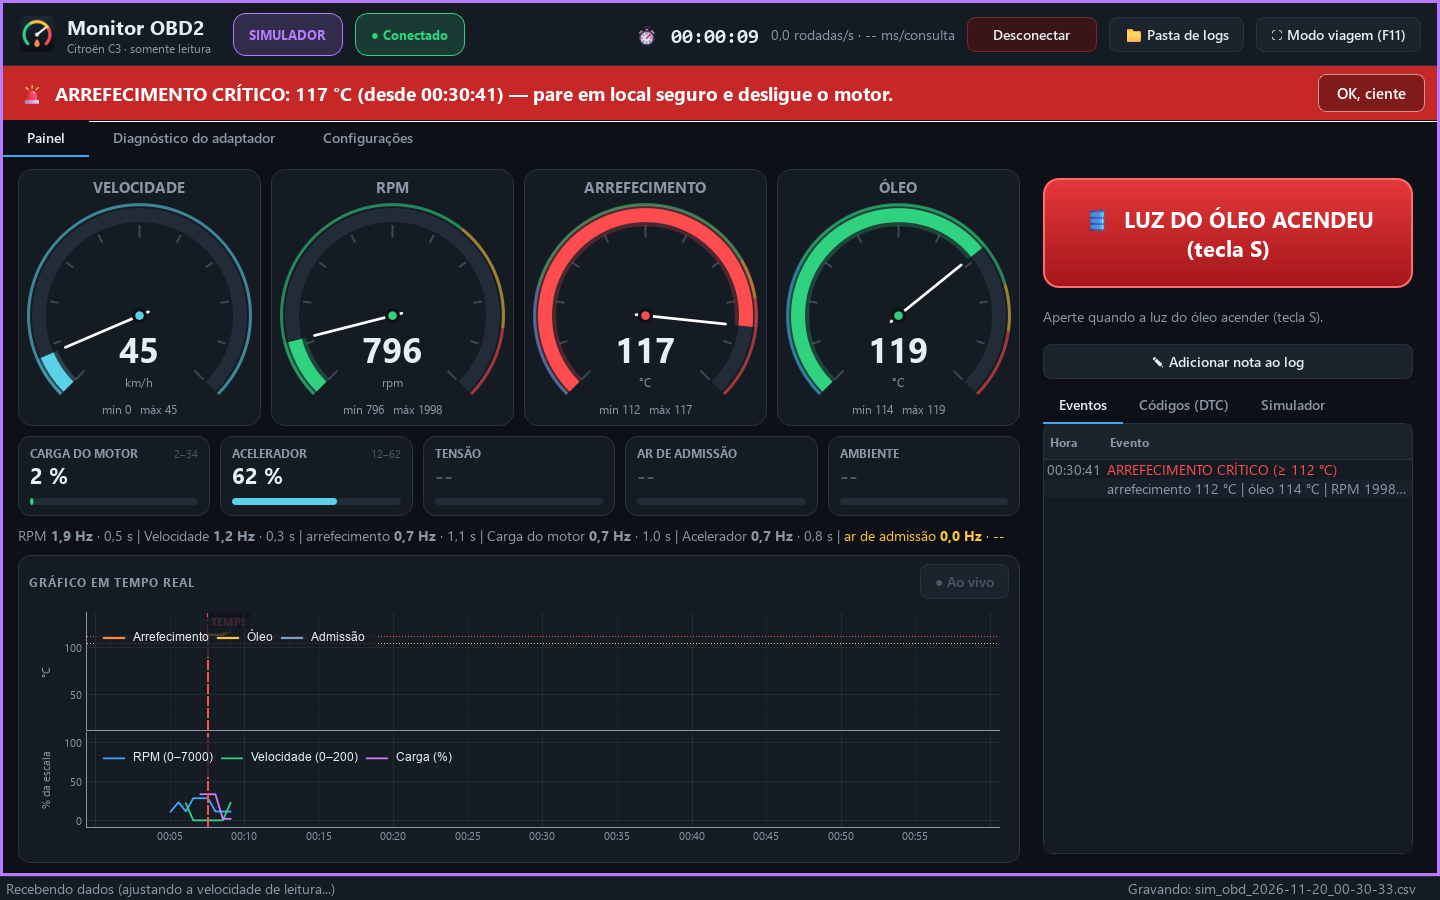 Monitor OBD2
Citroën C3 · somente leitura
SIMULADOR
● Conectado
00:00:09
0,0 rodadas/s · -- ms/consulta
Desconectar
Pasta de logs
Modo viagem (F11)
ARREFECIMENTO CRÍTICO: 117 °C (desde 00:30:41) — pare em local seguro e desligue o motor.
OK, ciente
Painel
Diagnóstico do adaptador
Configurações
VELOCIDADE
45
km/h
mín 0 máx 45
RPM
796
rpm
mín 796 máx 1998
ARREFECIMENTO
117
°C
mín 112 máx 117
ÓLEO
119
°C
mín 114 máx 119
CARGA DO MOTOR
2–34
2 %
ACELERADOR
12–62
62 %
TENSÃO
--
AR DE ADMISSÃO
--
AMBIENTE
--
RPM 1,9 Hz · 0,5 s | Velocidade 1,2 Hz · 0,3 s | arrefecimento 0,7 Hz · 1,1 s | Carga do motor 0,7 Hz · 1,0 s | Acelerador 0,7 Hz · 0,8 s | ar de admissão 0,0 Hz · --
GRÁFICO EM TEMPO REAL
● Ao vivo
TEMP!
Arrefecimento
Óleo
Admissão
100
50
°C
RPM (0–7000)
Velocidade (0–200)
Carga (%)
100
50
0
% da escala
00:05
00:10
00:15
00:20
00:25
00:30
00:35
00:40
00:45
00:50
00:55
LUZ DO ÓLEO ACENDEU
(tecla S)
Aperte quando a luz do óleo acender (tecla S).
Adicionar nota ao log
Eventos
Códigos (DTC)
Simulador
Hora
Evento
00:30:41 ARREFECIMENTO CRÍTICO (≥ 112 °C)
arrefecimento 112 °C | óleo 114 °C | RPM 1998...
Recebendo dados (ajustando a velocidade de leitura...)
Gravando: sim_obd_2026-11-20_00-30-33.csv